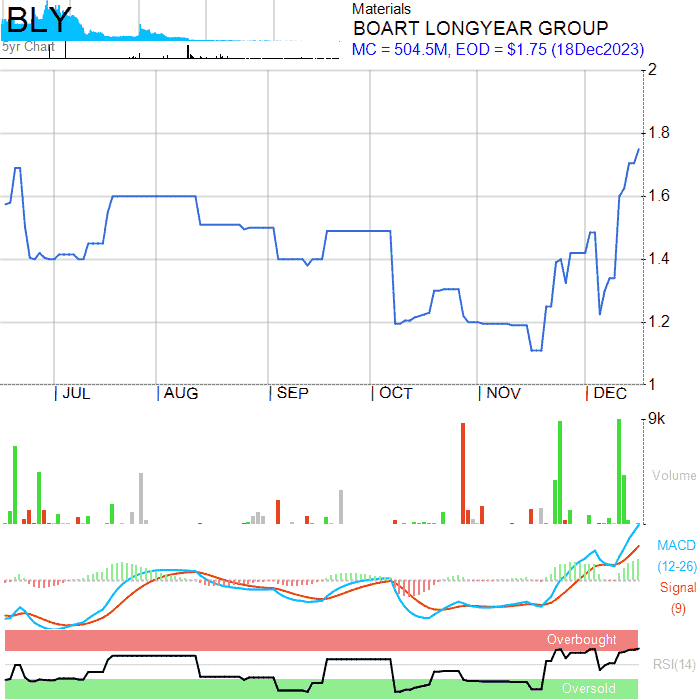 BLY
5yr Chart
Materials
BOART LONGYEAR GROUP
MC = 504.5M, EOD = $1.75 (18Dec2023)
2
1.8
1.6
1.4
1.2
1
JUL AUG SEP OCT NOV DEC
9k
Volume
MACD
(12-26)
Signal
(9)
Overbought
RSI(14)
Oversold